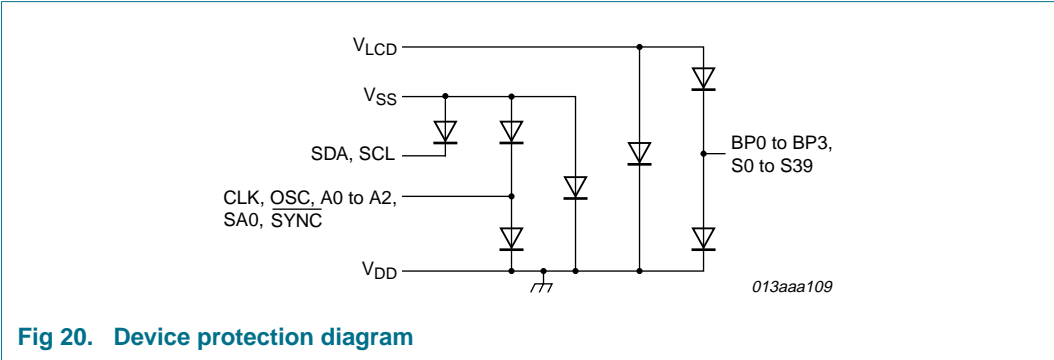 VLCD
VSS
SDA, SCL
CLK, OSC, A0 to A2,
SA0, SYNC
VDD
BP0 to BP3,
S0 to S39
013aaa109
Fig 20. Device protection diagram